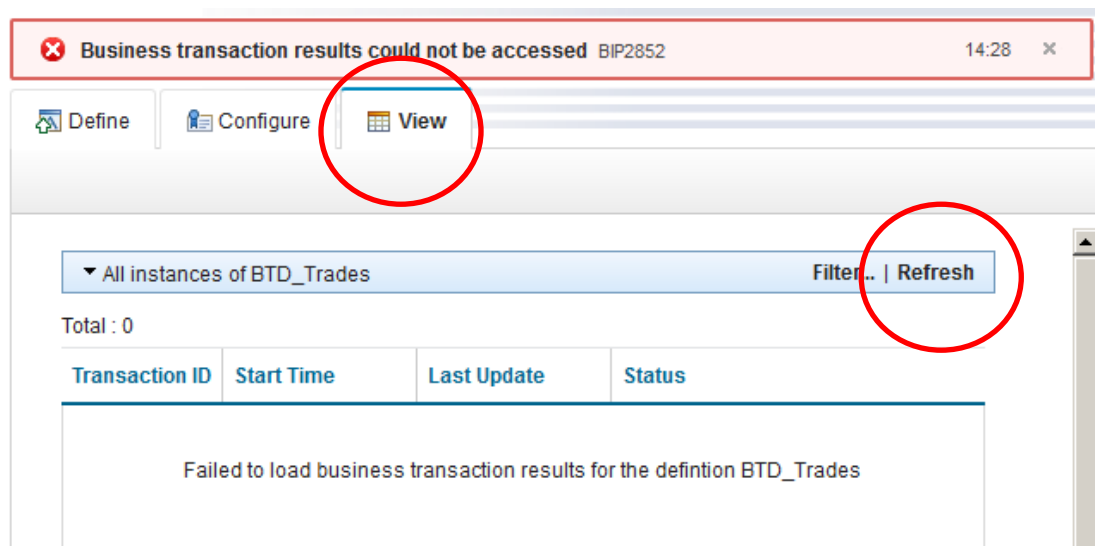 Business transaction results could not be accessed BIP2852 14:28
Define Configure View
All instances of BTD_Trades Filter... | Refresh
Total : 0
Transaction ID Start Time Last Update Status
Failed to load business transaction results for the defintion BTD_Trades